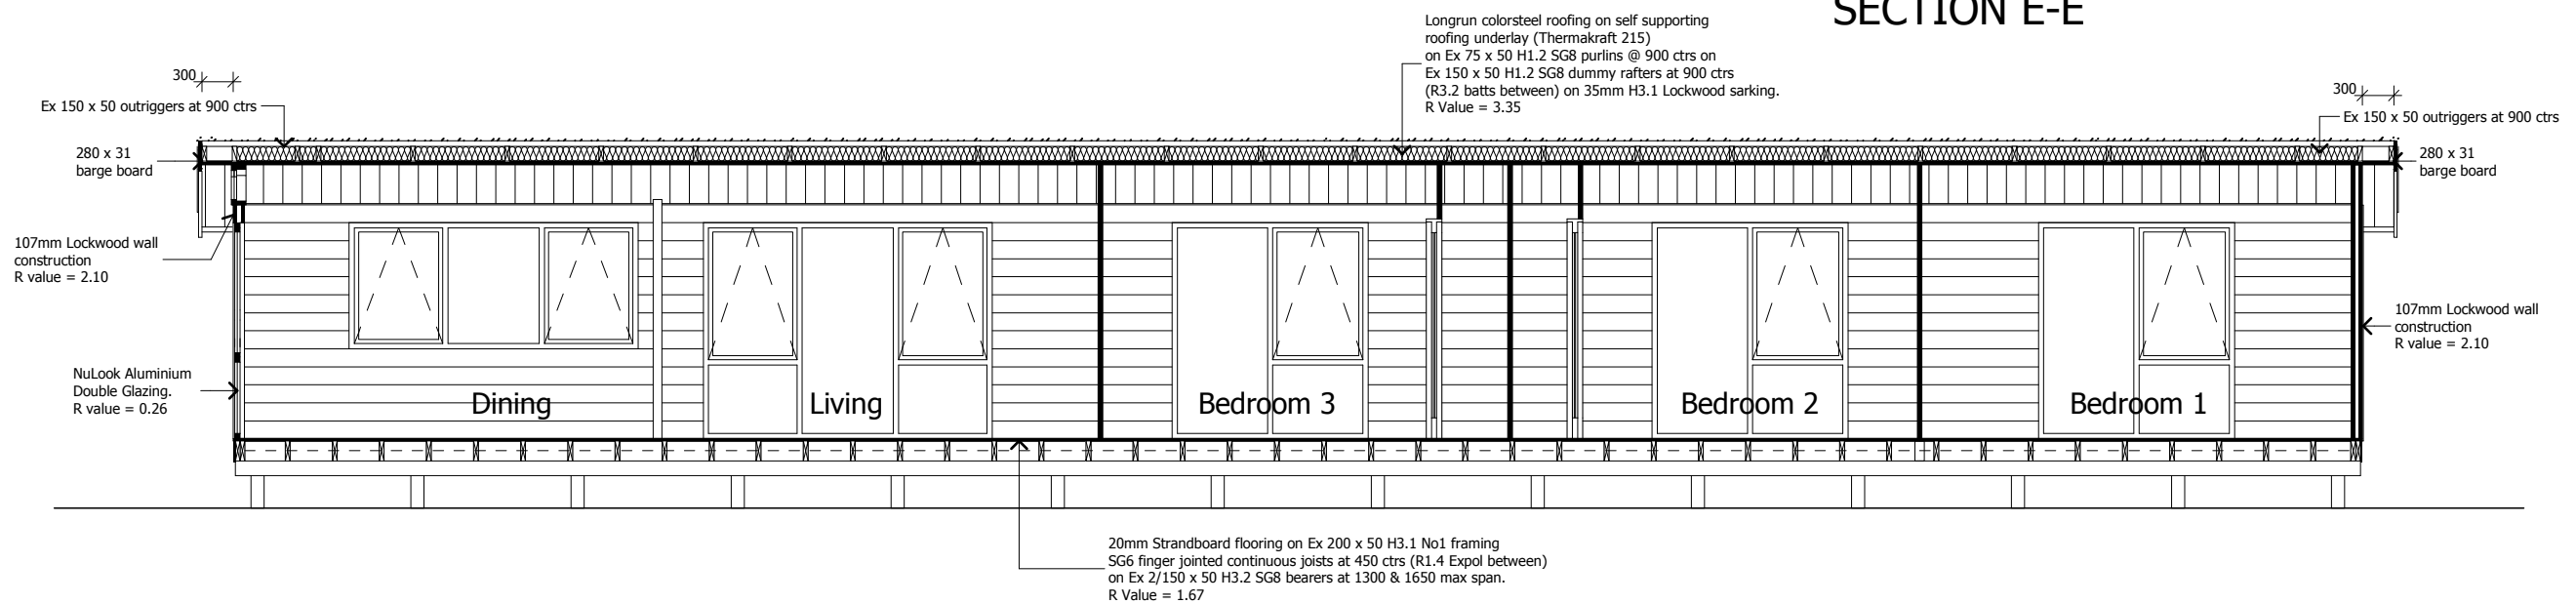 SECTION E-E
Longrun colorsteel roofing on self supporting
roofing underlay (Thermakraft 215)
on Ex 75 x 50 H1.2 SG8 purlins @ 900 ctrs on
Ex 150 x 50 H1.2 SG8 dummy rafters at 900 ctrs
(R3.2 batts between) on 35mm H3.1 Lockwood sarking.
R Value = 3.35
300
Ex 150 x 50 outriggers at 900 ctrs
300
Ex 150 x 50 outriggers at 900 ctrs
280 x 31
barge board
280 x 31
barge board
107mm Lockwood wall
construction
R value = 2.10
107mm Lockwood wall
construction
R value = 2.10
NuLook Aluminium
Double Glazing.
R value = 0.26
Dining
Living
Bedroom 3
Bedroom 2
Bedroom 1
20mm Strandboard flooring on Ex 200 x 50 H3.1 No1 framing
SG6 finger jointed continuous joists at 450 ctrs (R1.4 Expol between)
on Ex 2/150 x 50 H3.2 SG8 bearers at 1300 & 1650 max span.
R Value = 1.67